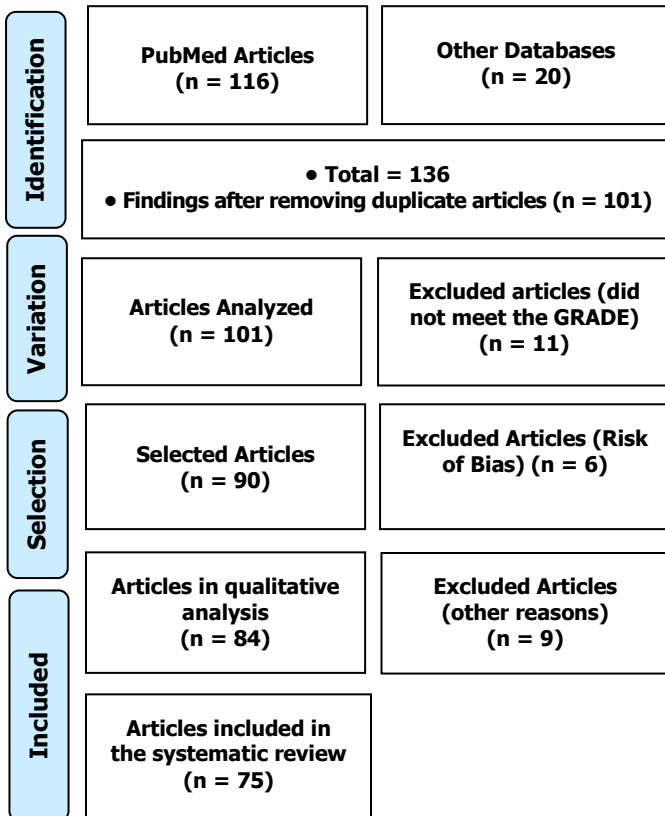 Identification
PubMed Articles
(n = 116)
Other Databases
(n = 20)
• Total = 136
• Findings after removing duplicate articles (n = 101)
Variation
Articles Analyzed
(n = 101)
Excluded articles (did
not meet the GRADE)
(n = 11)
Selection
Selected Articles
(n = 90)
Excluded Articles (Risk
of Bias) (n = 6)
Included
Articles in qualitative
analysis
(n = 84)
Excluded Articles
(other reasons)
(n = 9)
Articles included in
the systematic review
(n = 75)